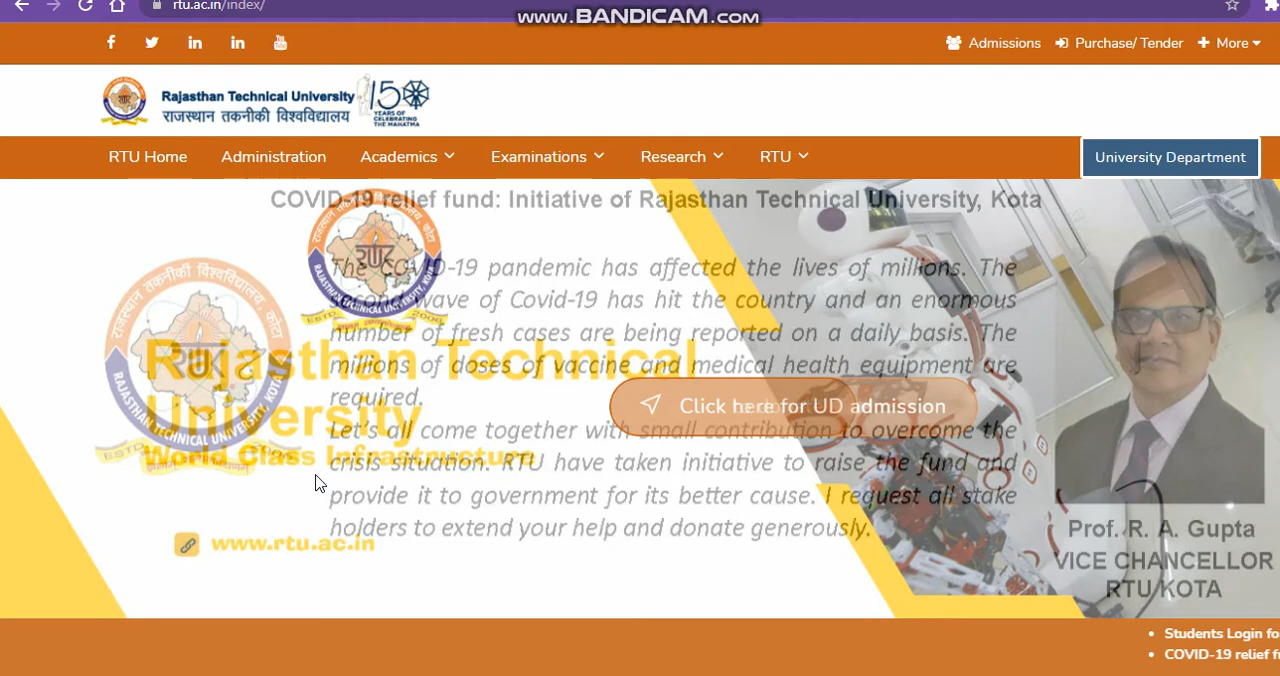 rtu.ac.in/index/
www.BANDICAM.com
Admissions
Purchase/ Tender
More
Rajasthan Technical University
राजस्थान तकनीकी विश्वविद्यालय
150
YEARS OF
CELEBRATING
THE MAHATMA
RTU Home
Administration
Academics
Examinations
Research
RTU
University Department
COVID-19 relief fund: Initiative of Rajasthan Technical University, Kota
The COVID-19 pandemic has affected the lives of millions. The
second wave of Covid-19 has hit the country and an enormous
number of fresh cases are being reported on a daily basis. The
millions of doses of vaccine and medical health equipment are
required.
Let's all come together with small contribution to overcome the
crisis situation. RTU have taken initiative to raise the fund and
provide it to government for its better cause. I request all stake
holders to extend your help and donate generously.
Rajasthan Technical
University
World Class Infrastructure
www.rtu.ac.in
Click here for UD admission
Prof. R. A. Gupta
VICE CHANCELLOR
RTU KOTA
Students Login fo
COVID-19 relief fu